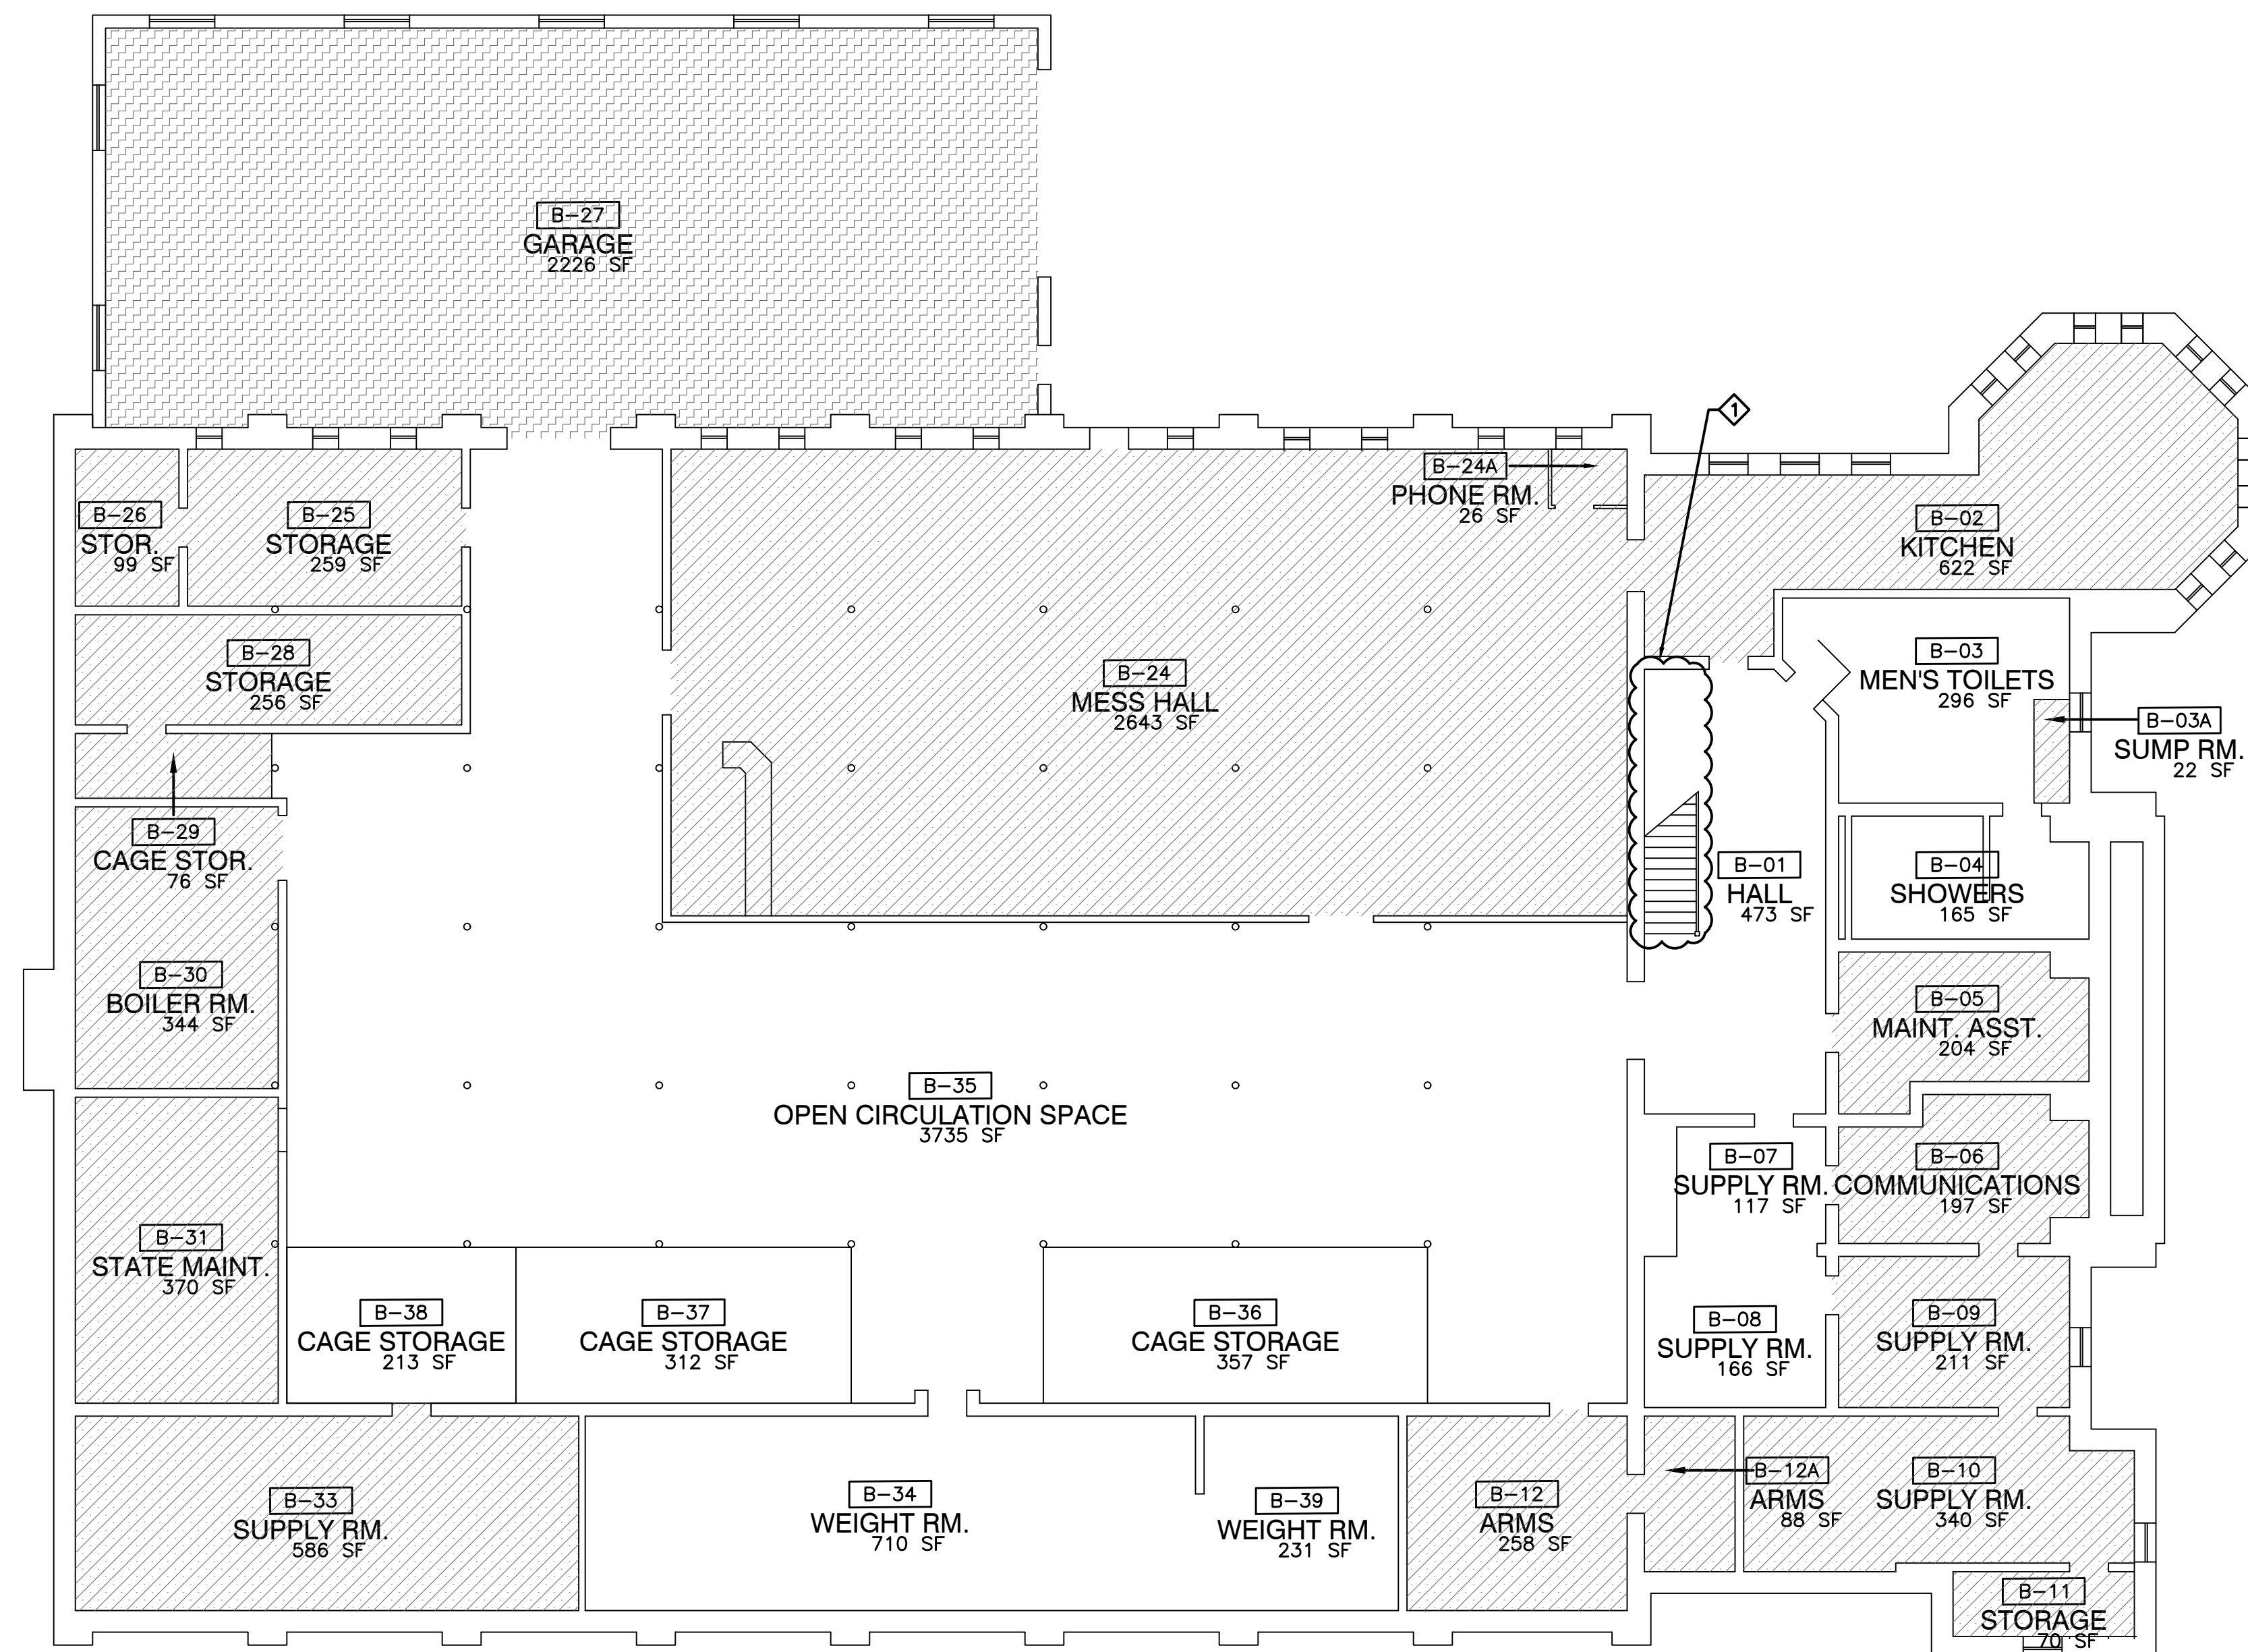 B-27
GARAGE
2226 SF
1
B-24A
PHONE RM.
26 SF
B-26
STOR.
99 SF
B-25
STORAGE
259 SF
B-02
KITCHEN
622 SF
B-28
STORAGE
256 SF
B-24
MESS HALL
2643 SF
B-03
MEN'S TOILETS
296 SF
B-03A
SUMP RM.
22 SF
B-29
CAGE STOR.
76 SF
B-01
HALL
473 SF
B-04
SHOWERS
165 SF
B-30
BOILER RM.
344 SF
B-05
MAINT. ASST.
204 SF
B-35
OPEN CIRCULATION SPACE
3735 SF
B-07
SUPPLY RM.
117 SF
B-06
COMMUNICATIONS
197 SF
B-31
STATE MAINT.
370 SF
B-38
CAGE STORAGE
213 SF
B-37
CAGE STORAGE
312 SF
B-36
CAGE STORAGE
357 SF
B-08
SUPPLY RM.
166 SF
B-09
SUPPLY RM.
211 SF
B-33
SUPPLY RM.
586 SF
B-34
WEIGHT RM.
710 SF
B-39
WEIGHT RM.
231 SF
B-12
ARMS
258 SF
B-12A
ARMS
88 SF
B-10
SUPPLY RM.
340 SF
B-11
STORAGE
70 SF